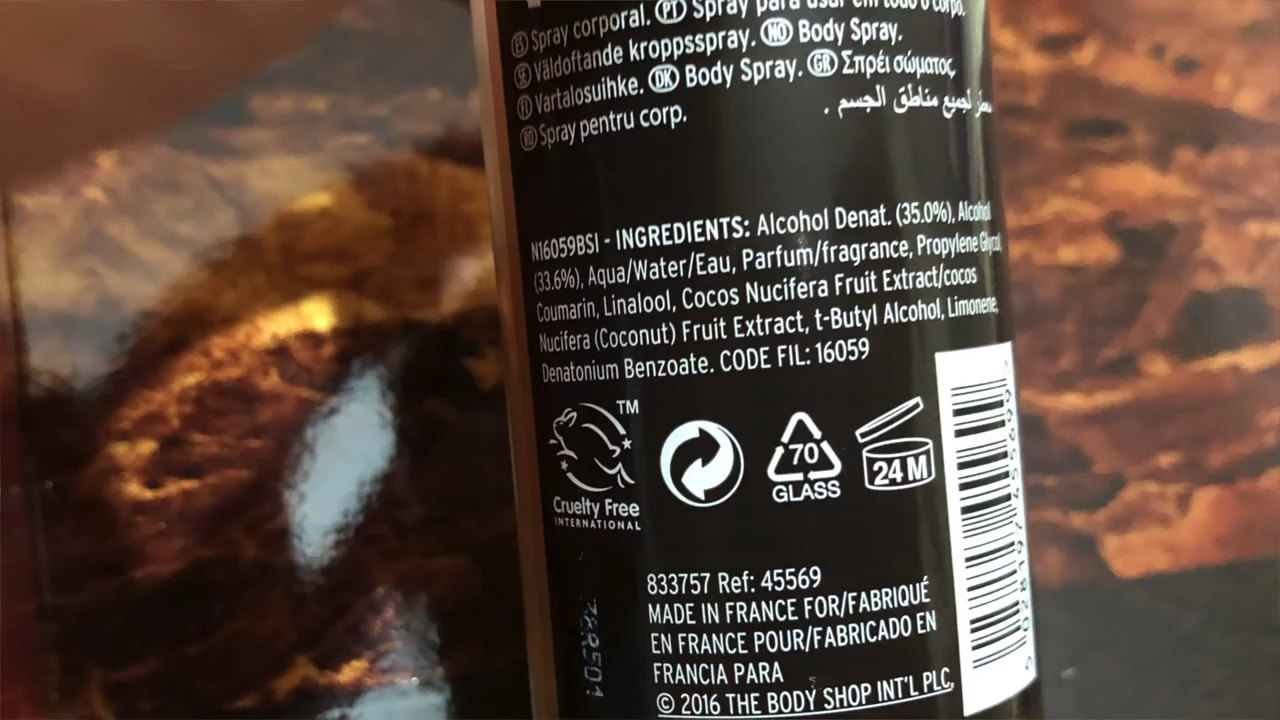 ES Spray corporal. PT Spray para usar em todo o corpo.
SE Väldoftande kroppsspray. NO Body Spray.
FI Vartalosuihke. DK Body Spray. GR Σπρέι σώματος.
لجميع مناطق الجسم .
RO Spray pentru corp.
N16059BSI - INGREDIENTS: Alcohol Denat. (35.0%), Alcohol
(33.6%), Aqua/Water/Eau, Parfum/fragrance, Propylene Glycol,
Coumarin, Linalool, Cocos Nucifera Fruit Extract/cocos
Nucifera (Coconut) Fruit Extract, t-Butyl Alcohol, Limonene,
Denatonium Benzoate. CODE FIL: 16059
TM
Cruelty Free
INTERNATIONAL
70
GLASS
24 M
833757 Ref: 45569
MADE IN FRANCE FOR/FABRIQUÉ
EN FRANCE POUR/FABRICADO EN
FRANCIA PARA
© 2016 THE BODY SHOP INT'L PLC,